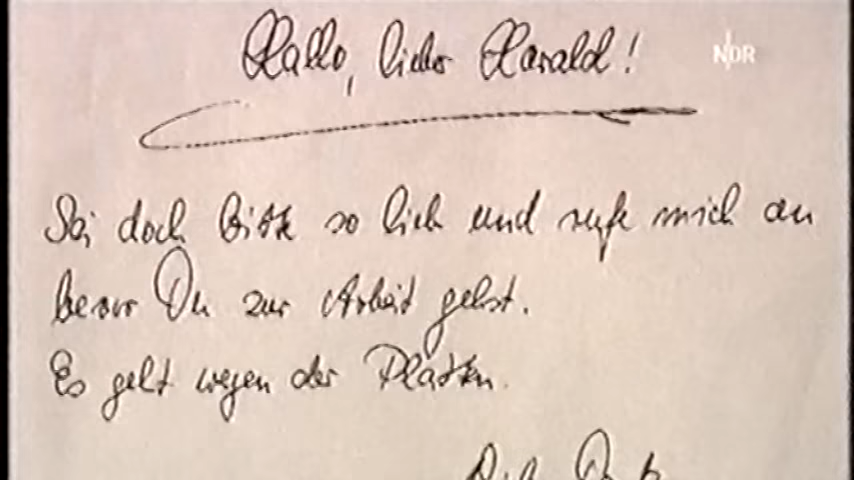 Hallo, lieber Harald!
NDR
Sei doch bitte so lieb und rufe mich an
bevor Du zur Arbeit gehst.
Es geht wegen der Platten.